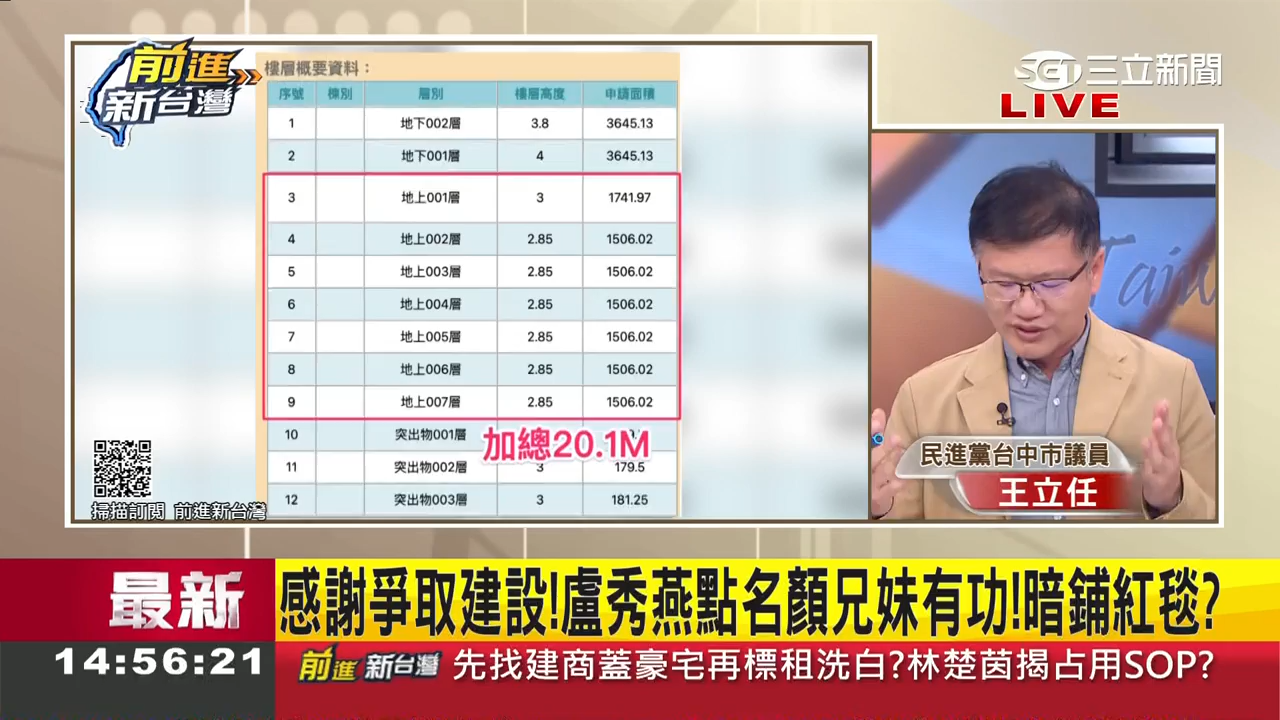 前進
新台灣
樓層概要資料：
序號 棟別 層別 樓層高度 申請面積
1 地下002層 3.8 3645.13
2 地下001層 4 3645.13
3 地上001層 3 1741.97
4 地上002層 2.85 1506.02
5 地上003層 2.85 1506.02
6 地上004層 2.85 1506.02
7 地上005層 2.85 1506.02
8 地上006層 2.85 1506.02
9 地上007層 2.85 1506.02
10 突出物001層
加總20.1M
11 突出物002層 3 179.5
12 突出物003層 3 181.25
掃描訂閱 前進新台灣
SET三立新聞
LIVE
Taiw
民進黨台中市議員
王立任
最新
感謝爭取建設!盧秀燕點名顏兄妹有功!暗鋪紅毯?
14:56:21
前進新台灣 先找建商蓋豪宅再標租洗白?林楚茵揭占用SOP?